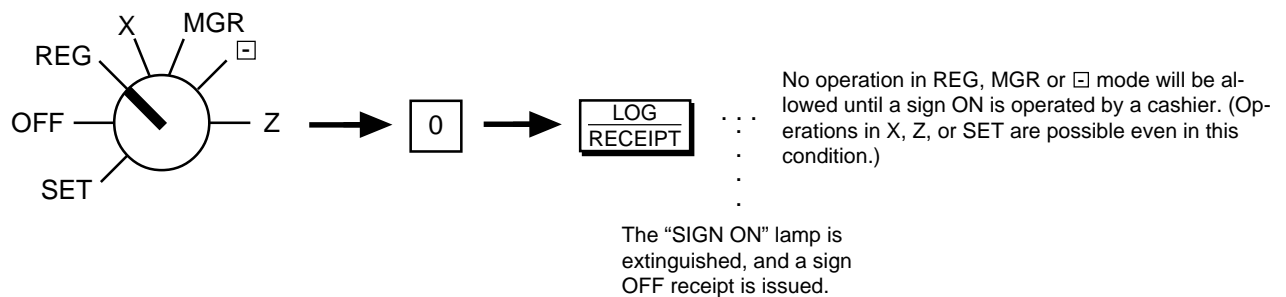 X
MGR
REG
⊟
OFF
Z
SET
0
LOG
RECEIPT
. . .
No operation in REG, MGR or ⊟ mode will be al-
lowed until a sign ON is operated by a cashier. (Op-
erations in X, Z, or SET are possible even in this
condition.)
The “SIGN ON” lamp is
extinguished, and a sign
OFF receipt is issued.